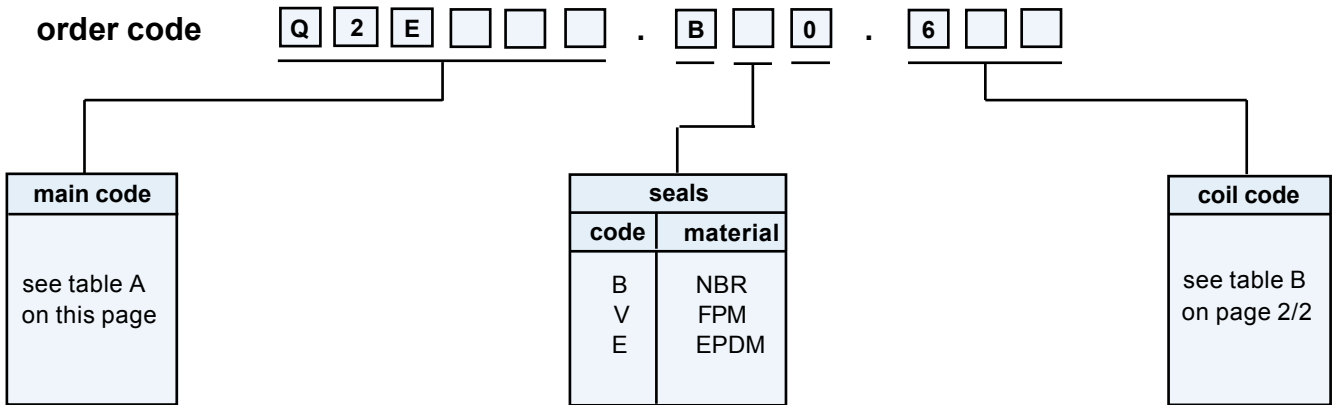 order code Q 2 E . B 0 . 6
main code
see table A
on this page
seals
code material
B NBR
V FPM
E EPDM
coil code
see table B
on page 2/2